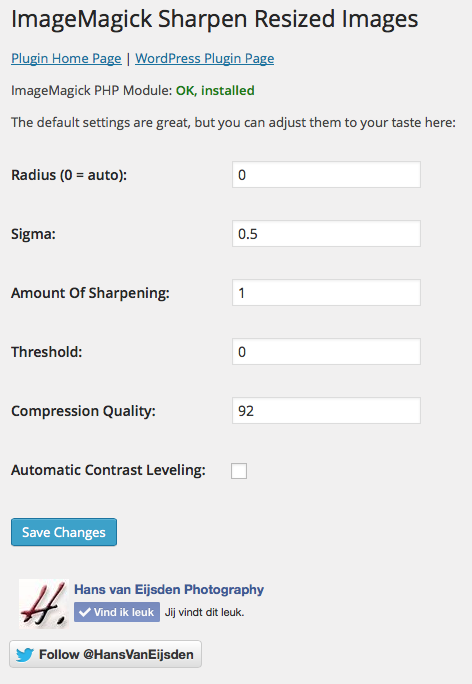 ImageMagick Sharpen Resized Images
Plugin Home Page | WordPress Plugin Page
ImageMagick PHP Module: OK, installed
The default settings are great, but you can adjust them to your taste here:
Radius (0 = auto): 0
Sigma: 0.5
Amount Of Sharpening: 1
Threshold: 0
Compression Quality: 92
Automatic Contrast Leveling:
Save Changes
H.
Hans van Eijsden Photography
Vind ik leuk Jij vindt dit leuk.
Follow @HansVanEijsden